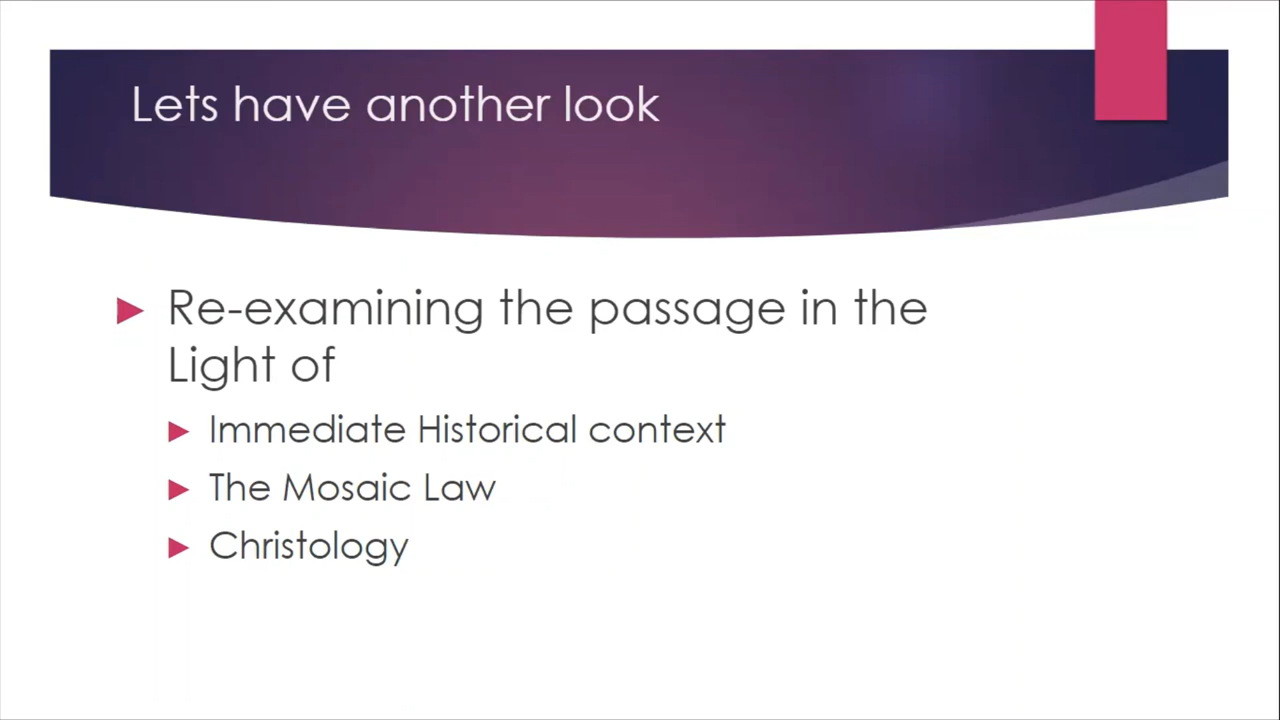 Lets have another look
Re-examining the passage in the
Light of
Immediate Historical context
The Mosaic Law
Christology